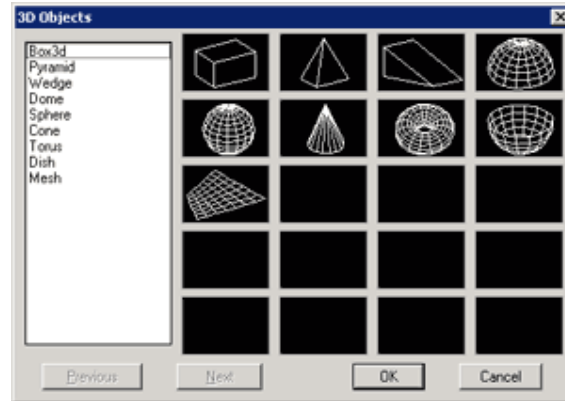 3D Objects
Box3d
Pyramid
Wedge
Dome
Sphere
Cone
Torus
Dish
Mesh
Previous
Next
OK
Cancel